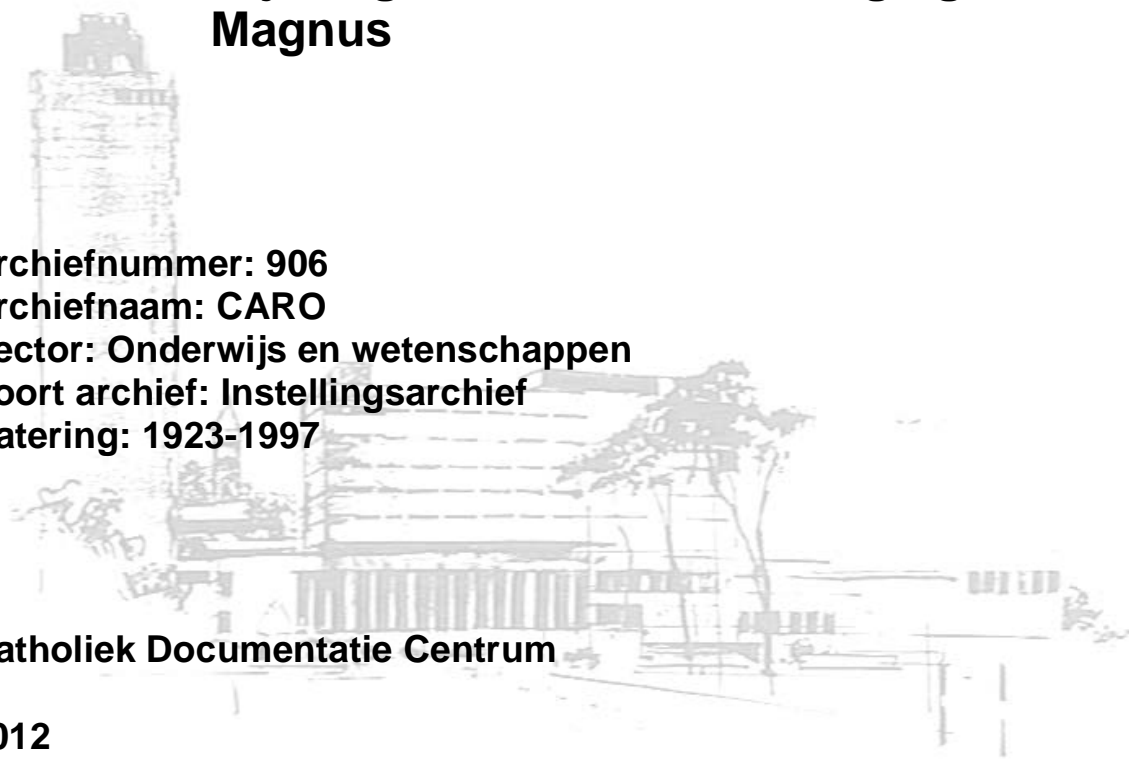 Magnus
rchiefnummer: 906
rchiefnaam: CARO
ector: Onderwijs en wetenschappen
oort archief: Instellingsarchief
atering: 1923-1997
atholiek Documentatie Centrum
012